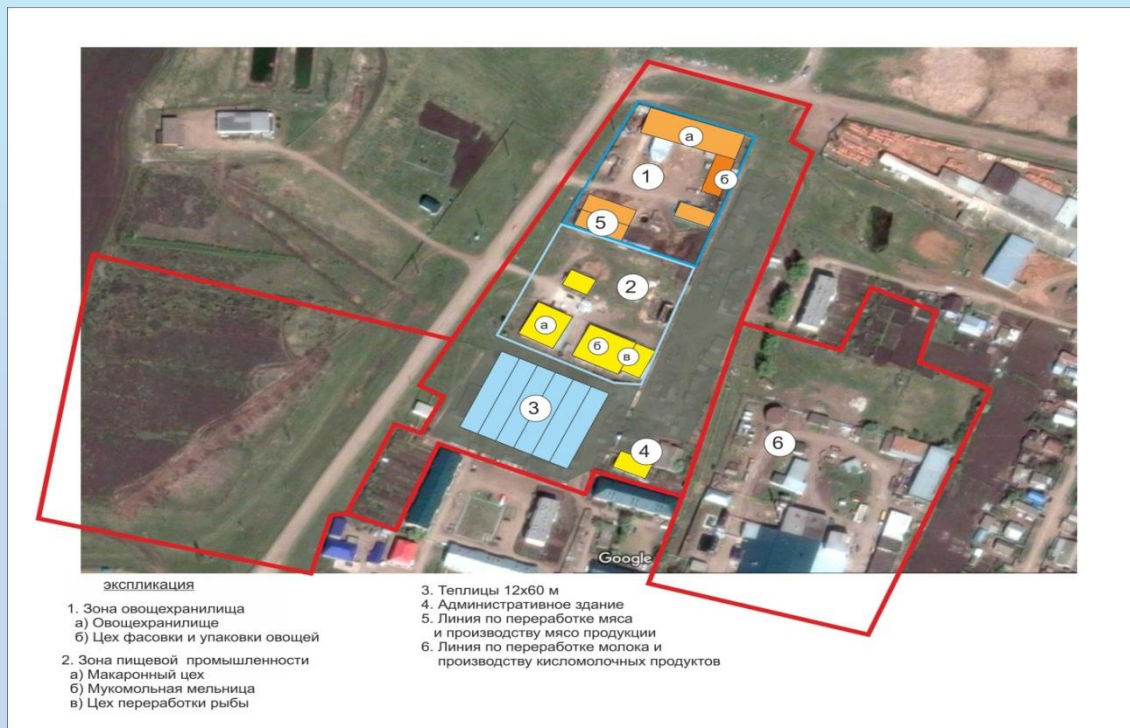 а
1
б
5
2
а
б
в
3
4
6
Google
экспликация
1. Зона овощехранилища
а) Овощехранилище
б) Цех фасовки и упаковки овощей
2. Зона пищевой промышленности
а) Макаронный цех
б) Мукомольная мельница
в) Цех переработки рыбы
3. Теплицы 12х60 м
4. Административное здание
5. Линия по переработке мяса
и производству мясо продукции
6. Линия по переработке молока и
производству кисломолочных продуктов